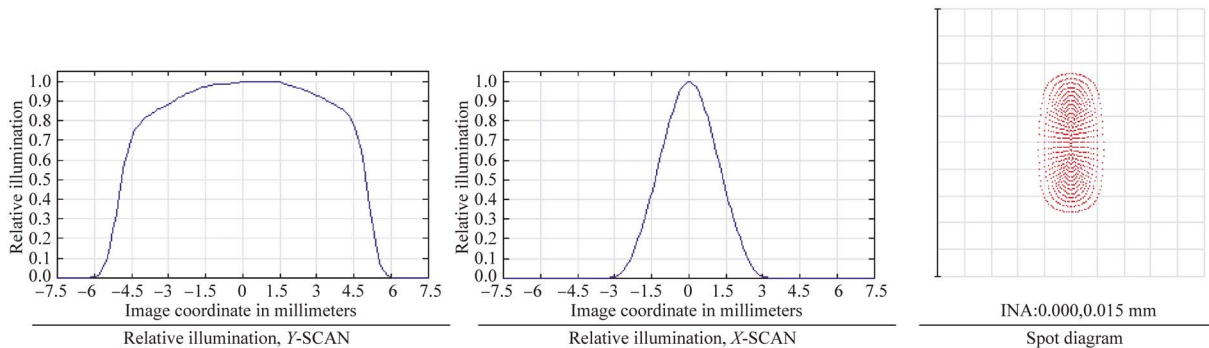 Relative illumination
1.0
0.9
0.8
0.7
0.6
0.5
0.4
0.3
0.2
0.1
0.0
−7.5 −6 −4.5 −3 −1.5 0 1.5 3 4.5 6 7.5
Image coordinate in millimeters
Relative illumination, Y-SCAN
Relative illumination
1.0
0.9
0.8
0.7
0.6
0.5
0.4
0.3
0.2
0.1
0.0
−7.5 −6 −4.5 −3 −1.5 0 1.5 3 4.5 6 7.5
Image coordinate in millimeters
Relative illumination, X-SCAN
INA:0.000,0.015 mm
Spot diagram